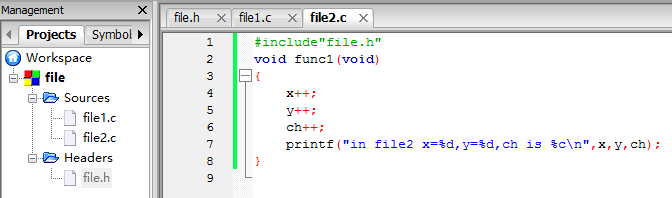 Management
Projects Symbol
Workspace
file
Sources
file1.c
file2.c
Headers
file.h
file.h file1.c file2.c
1 #include"file.h"
2 void func1(void)
3 {
4 x++;
5 y++;
6 ch++;
7 printf("in file2 x=%d,y=%d,ch is %c\n",x,y,ch);
8 }
9